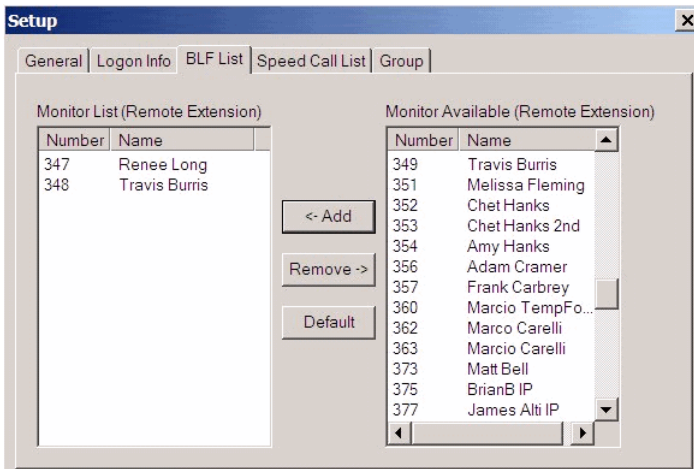 Setup
General Logon Info BLF List Speed Call List Group
Monitor List (Remote Extension)
Number Name
347 Renee Long
348 Travis Burris
<- Add
Remove ->
Default
Monitor Available (Remote Extension)
Number Name
349 Travis Burris
351 Melissa Fleming
352 Chet Hanks
353 Chet Hanks 2nd
354 Amy Hanks
356 Adam Cramer
357 Frank Carbrey
360 Marcio TempFo...
362 Marco Carelli
363 Marcio Carelli
373 Matt Bell
375 BrianB IP
377 James Alti IP